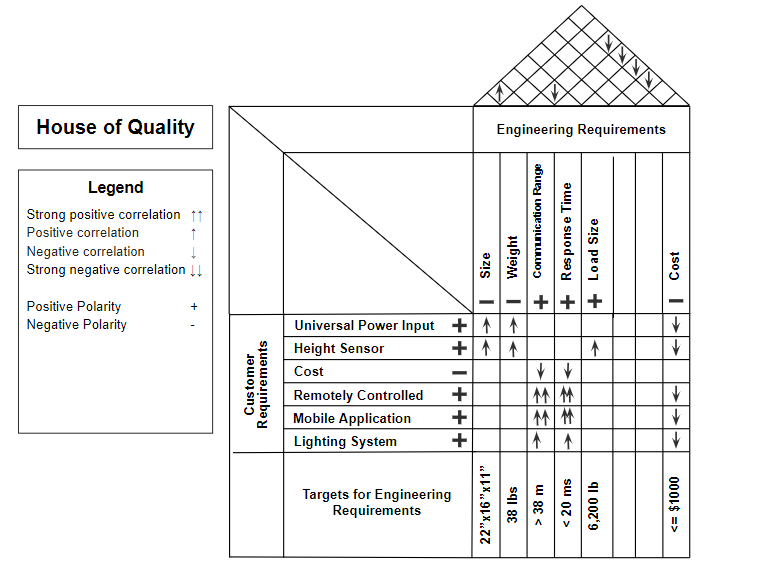 House of Quality
Legend
Strong positive correlation ↑↑
Positive correlation ↑
Negative correlation ↓
Strong negative correlation ↓↓
Positive Polarity +
Negative Polarity -
Engineering Requirements
Size
Weight
Communication Range
Response Time
Load Size
Cost
− − + + + −
Customer
Requirements
Universal Power Input + ↑ ↑ ↓
Height Sensor + ↑ ↑ ↑ ↓
Cost − ↓ ↓
Remotely Controlled + ↑↑ ↑↑ ↓
Mobile Application + ↑↑ ↑↑ ↓
Lighting System + ↑ ↑ ↓
Targets for Engineering
Requirements
22”x16”x11”
38 lbs
> 38 m
< 20 ms
6,200 lb
<= $1000